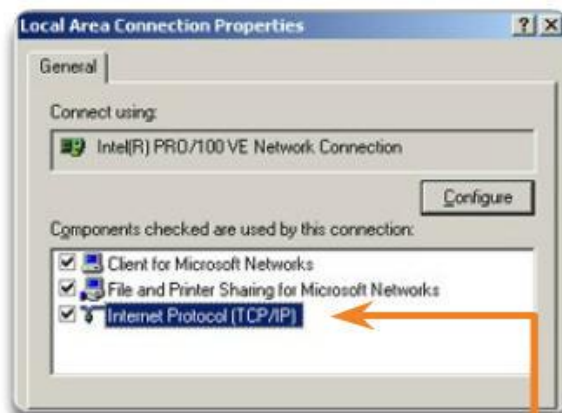 Local Area Connection Properties
General
Connect using:
Intel(R) PRO/100 VE Network Connection
Configure
Components checked are used by this connection:
Client for Microsoft Networks
File and Printer Sharing for Microsoft Networks
Internet Protocol (TCP/IP)